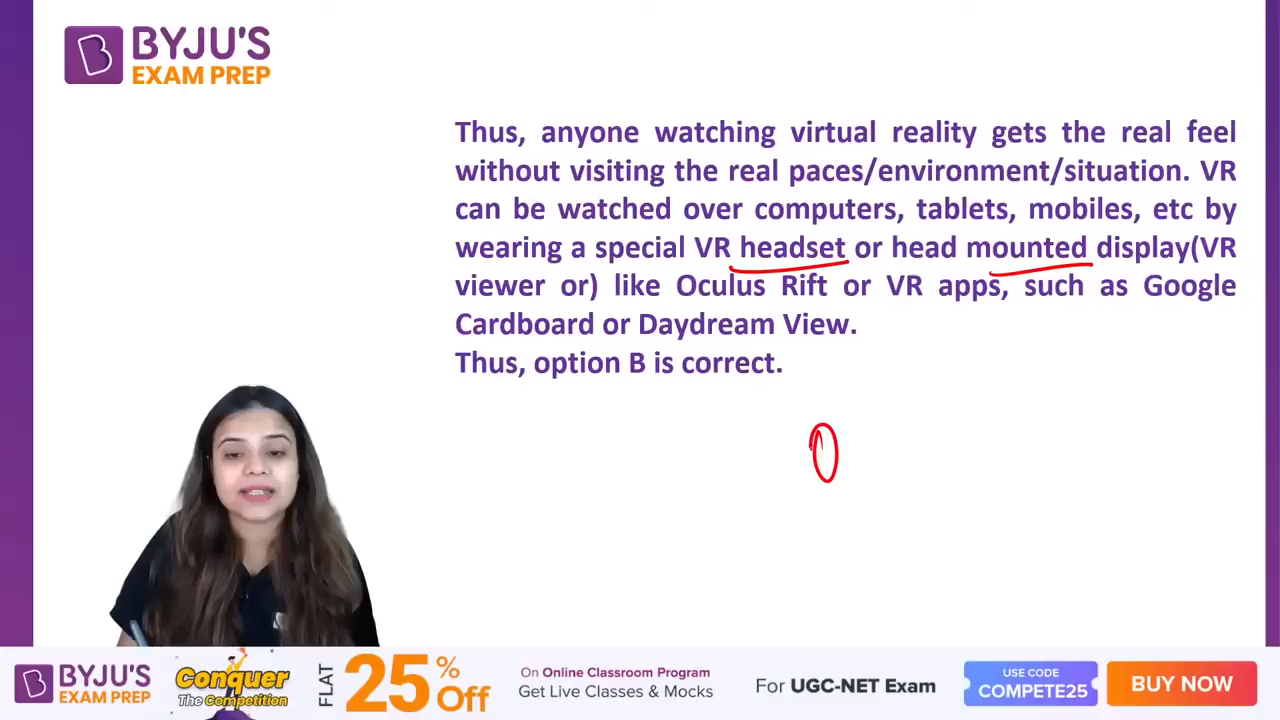 BYJU'S
EXAM PREP
Thus, anyone watching virtual reality gets the real feel
without visiting the real paces/environment/situation. VR
can be watched over computers, tablets, mobiles, etc by
wearing a special VR headset or head mounted display(VR
viewer or) like Oculus Rift or VR apps, such as Google
Cardboard or Daydream View.
Thus, option B is correct.
BYJU'S
EXAM PREP
Conquer
The Competition
FLAT
25% Off
On Online Classroom Program
Get Live Classes & Mocks
For UGC-NET Exam
USE CODE
COMPETE25
BUY NOW